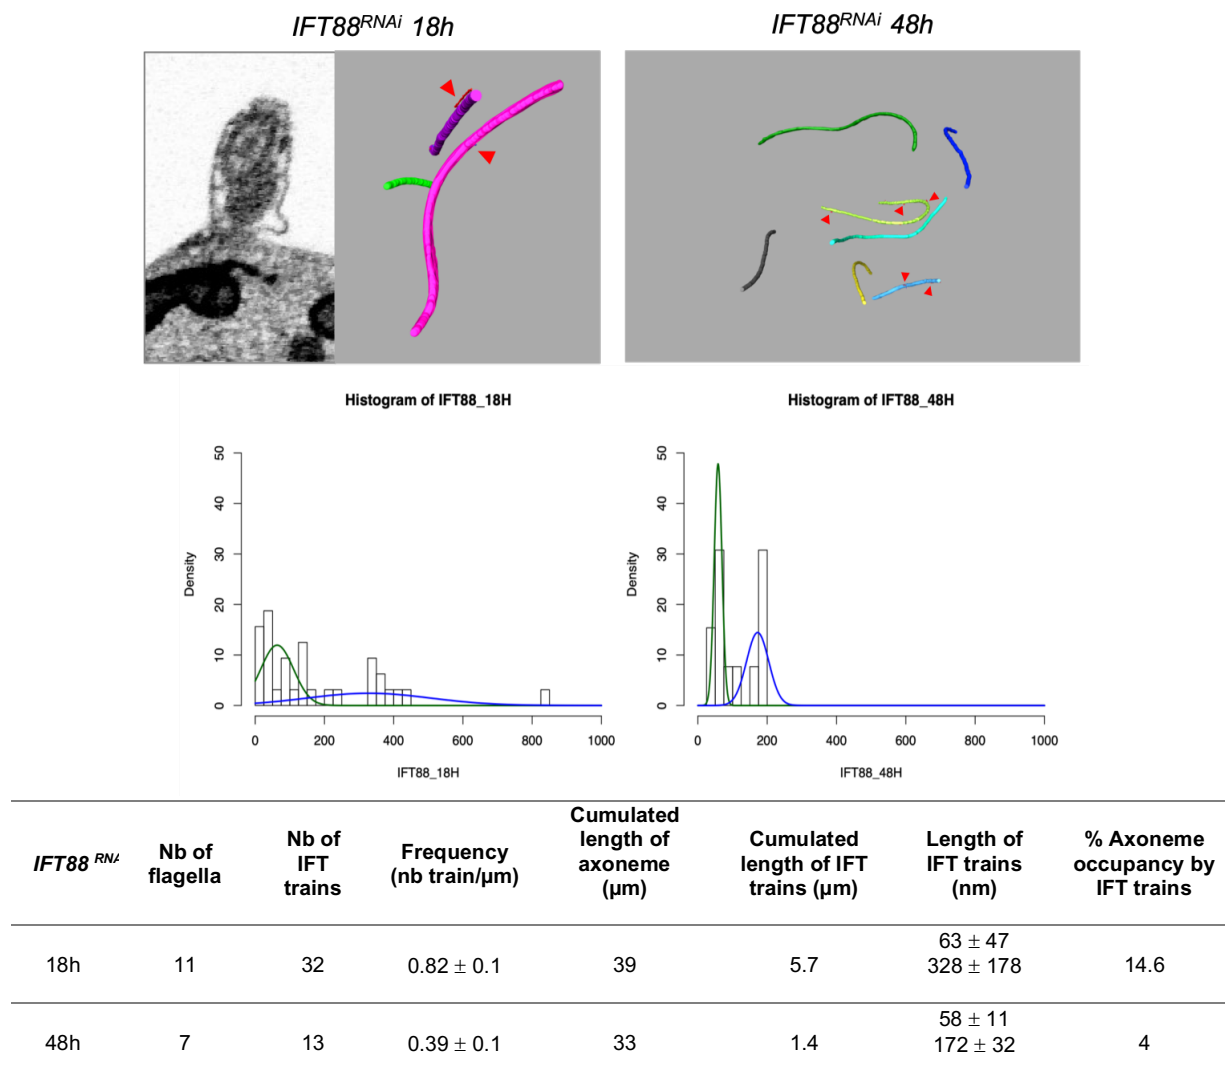 IFT88RNAi 18h
IFT88RNAi 48h
Histogram of IFT88_18H
Histogram of IFT88_48H
50
40
30
20
10
0
Density
0 200 400 600 800 1000
IFT88_18H
50
40
30
20
10
0
Density
0 200 400 600 800 1000
IFT88_48H
IFT88 RNA
Nb of
flagella
Nb of
IFT
trains
Frequency
(nb train/µm)
Cumulated
length of
axoneme
(µm)
Cumulated
length of IFT
trains (µm)
Length of
IFT trains
(nm)
% Axoneme
occupancy by
IFT trains
18h
11
32
0.82 ± 0.1
39
5.7
63 ± 47
328 ± 178
14.6
48h
7
13
0.39 ± 0.1
33
1.4
58 ± 11
172 ± 32
4